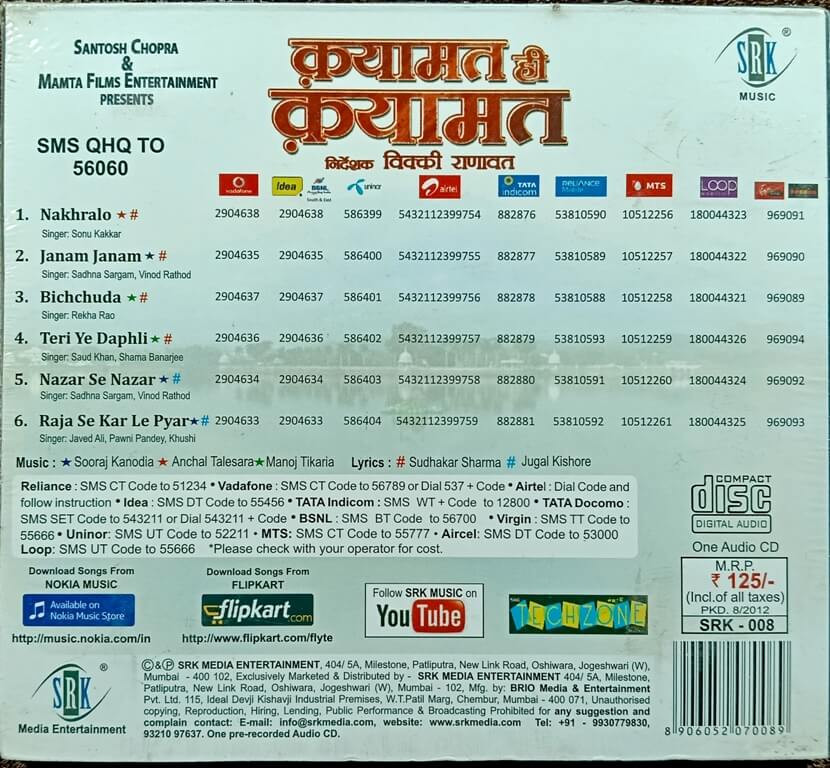 SANTOSH CHOPRA
&
MAMTA FILMS ENTERTAINMENT
PRESENTS
क़यामत ही
क़यामत
निर्देशक विक्की राणावत
SRK ®
MUSIC
SMS QHQ TO
56060
vodafone !dea BSNL South & East uninor airtel TATA indicom RELIANCE Mobile MTS LOOP
1. Nakhralo ★ # 2904638 2904638 586399 5432112399754 882876 53810590 10512256 180044323 969091
Singer: Sonu Kakkar
2. Janam Janam ★ # 2904635 2904635 586400 5432112399755 882877 53810589 10512257 180044322 969090
Singer: Sadhna Sargam, Vinod Rathod
3. Bichchuda ★ # 2904637 2904637 586401 5432112399756 882878 53810588 10512258 180044321 969089
Singer: Rekha Rao
4. Teri Ye Daphli ★ # 2904636 2904636 586402 5432112399757 882879 53810593 10512259 180044326 969094
Singer: Saud Khan, Shama Banarjee
5. Nazar Se Nazar ★ # 2904634 2904634 586403 5432112399758 882880 53810591 10512260 180044324 969092
Singer: Sadhna Sargam, Vinod Rathod
6. Raja Se Kar Le Pyar ★ # 2904633 2904633 586404 5432112399759 882881 53810592 10512261 180044325 969093
Singer: Javed Ali, Pawni Pandey, Khushi
Music : ★ Sooraj Kanodia ★ Anchal Talesara ★ Manoj Tikaria Lyrics : # Sudhakar Sharma # Jugal Kishore
Reliance : SMS CT Code to 51234 • Vodafone : SMS CT Code to 56789 or Dial 537 + Code • Airtel : Dial Code and
follow instruction • Idea : SMS DT Code to 55456 • TATA Indicom : SMS WT + Code to 12800 • TATA Docomo :
SMS SET Code to 543211 or Dial 543211 + Code • BSNL : SMS BT Code to 56700 • Virgin : SMS TT Code to
55666 • Uninor: SMS UT Code to 52211 • MTS: SMS CT Code to 55777 • Aircel: SMS DT Code to 53000
Loop: SMS UT Code to 55666 *Please check with your operator for cost.
COMPACT
disc
DIGITAL AUDIO
One Audio CD
M.R.P.
₹ 125/-
(Incl.of all taxes)
PKD. 8/2012
SRK - 008
Download Songs From
NOKIA MUSIC
Available on
Nokia Music Store
http://music.nokia.com/in
Download Songs From
FLIPKART
flipkart.com
http://www.flipkart.com/flyte
Follow SRK MUSIC on
YouTube
TECHZONE
SRK ®
Media Entertainment
©&℗ SRK MEDIA ENTERTAINMENT, 404/ 5A, Milestone, Patliputra, New Link Road, Oshiwara, Jogeshwari (W),
Mumbai - 400 102, Exclusively Marketed & Distributed by - SRK MEDIA ENTERTAINMENT 404/ 5A, Milestone,
Patliputra, New Link Road, Oshiwara, Jogeshwari (W), Mumbai - 102, Mfg. by: BRIO Media & Entertainment
Pvt. Ltd. 115, Ideal Devji Kishavji Industrial Premises, W.T.Patil Marg, Chembur, Mumbai - 400 071, Unauthorised
copying, Reproduction, Hiring, Lending, Public Performance & Broadcasting Prohibited for any suggestion and
complain contact: E-mail: info@srkmedia.com, website: www.srkmedia.com Tel: +91 - 9930779830,
93210 97637. One pre-recorded Audio CD.
8 906052 070089